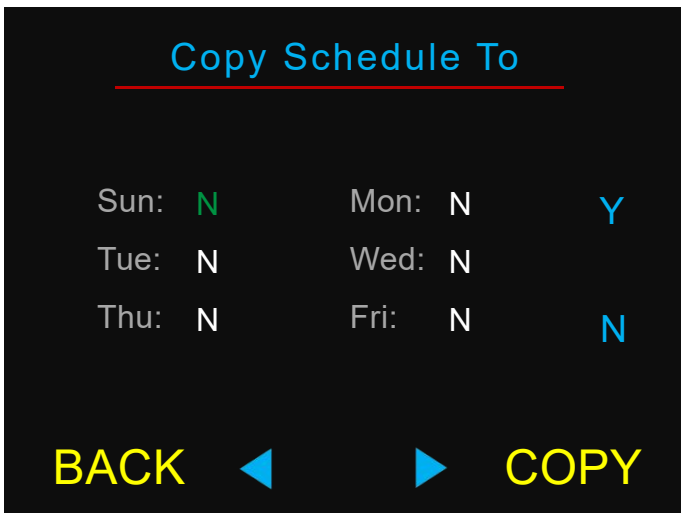 Copy Schedule To
Sun: N Mon: N Y
Tue: N Wed: N
Thu: N Fri: N N
BACK ◀ ▶ COPY